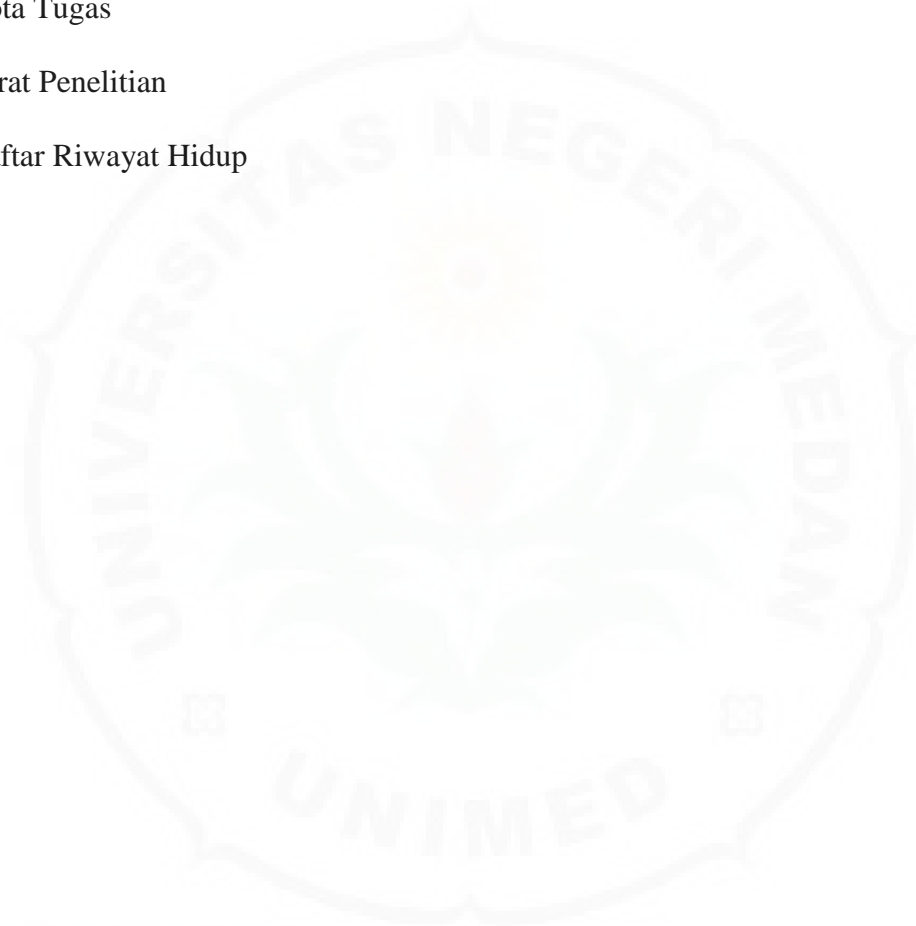 ota Tugas
rat Penelitian
ftar Riwayat Hidup
UNIVERSITAS NEGERI MEDAN
UNIMED